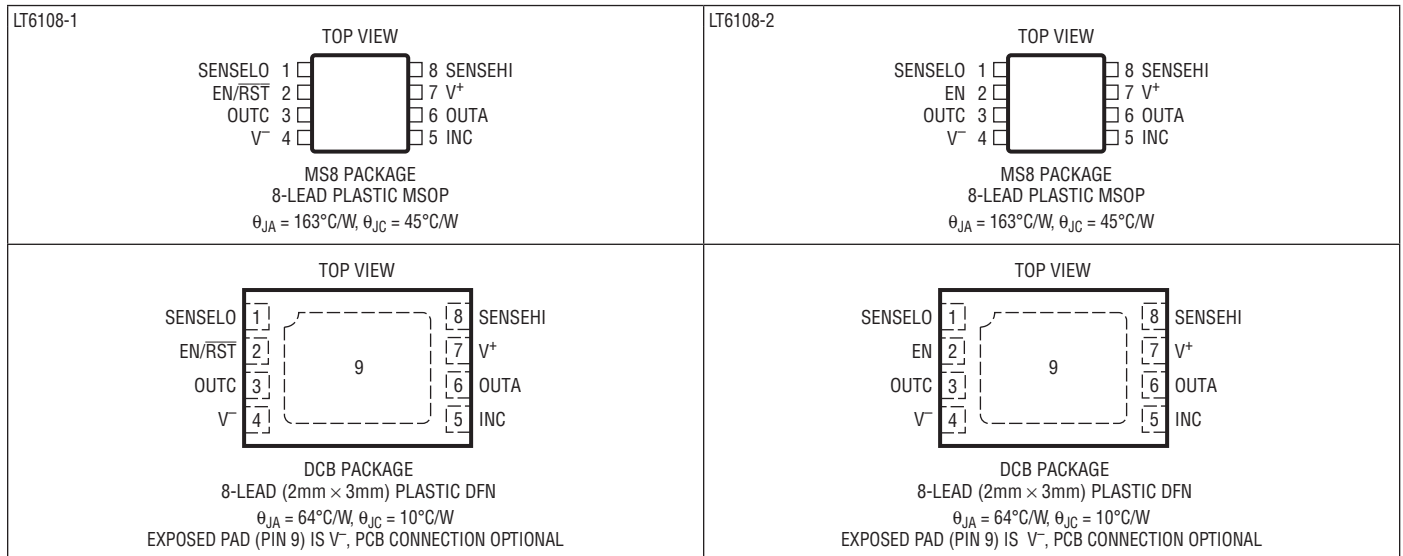 LT6108-1
TOP VIEW
SENSELO 1
8 SENSEHI
EN/R̅S̅T̅ 2
7 V⁺
OUTC 3
6 OUTA
V⁻ 4
5 INC
MS8 PACKAGE
8-LEAD PLASTIC MSOP
θJA = 163°C/W, θJC = 45°C/W
LT6108-2
TOP VIEW
SENSELO 1
8 SENSEHI
EN 2
7 V⁺
OUTC 3
6 OUTA
V⁻ 4
5 INC
MS8 PACKAGE
8-LEAD PLASTIC MSOP
θJA = 163°C/W, θJC = 45°C/W
TOP VIEW
SENSELO 1
8 SENSEHI
EN/R̅S̅T̅ 2
7 V⁺
9
OUTC 3
6 OUTA
V⁻ 4
5 INC
DCB PACKAGE
8-LEAD (2mm × 3mm) PLASTIC DFN
θJA = 64°C/W, θJC = 10°C/W
EXPOSED PAD (PIN 9) IS V⁻, PCB CONNECTION OPTIONAL
TOP VIEW
SENSELO 1
8 SENSEHI
EN 2
7 V⁺
9
OUTC 3
6 OUTA
V⁻ 4
5 INC
DCB PACKAGE
8-LEAD (2mm × 3mm) PLASTIC DFN
θJA = 64°C/W, θJC = 10°C/W
EXPOSED PAD (PIN 9) IS V⁻, PCB CONNECTION OPTIONAL